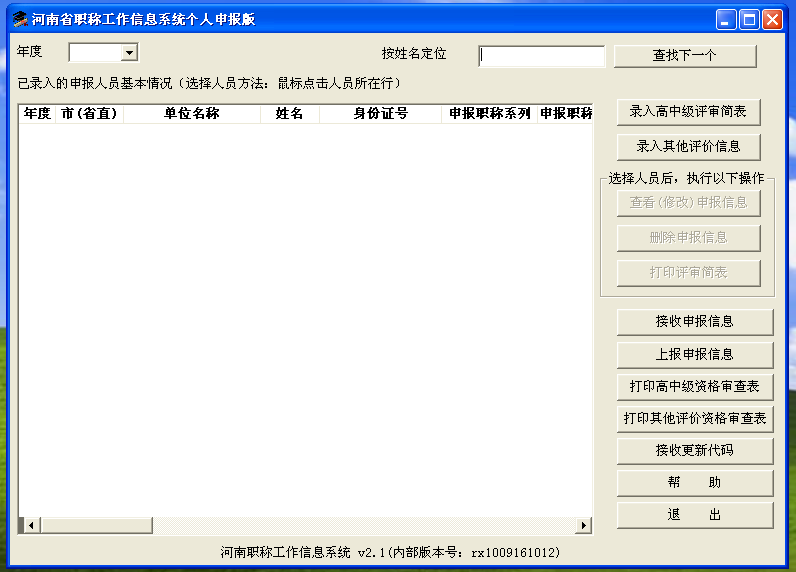 河南省职称工作信息系统个人申报版
年度
按姓名定位
查找下一个
已录入的申报人员基本情况（选择人员方法：鼠标点击人员所在行）
年度 市(省直) 单位名称 姓名 身份证号 申报职称系列 申报职称
录入高中级评审简表
录入其他评价信息
选择人员后，执行以下操作
查看(修改)申报信息
删除申报信息
打印评审简表
接收申报信息
上报申报信息
打印高中级资格审查表
打印其他评价资格审查表
接收更新代码
帮 助
退 出
河南职称工作信息系统 v2.1(内部版本号：rx1009161012)